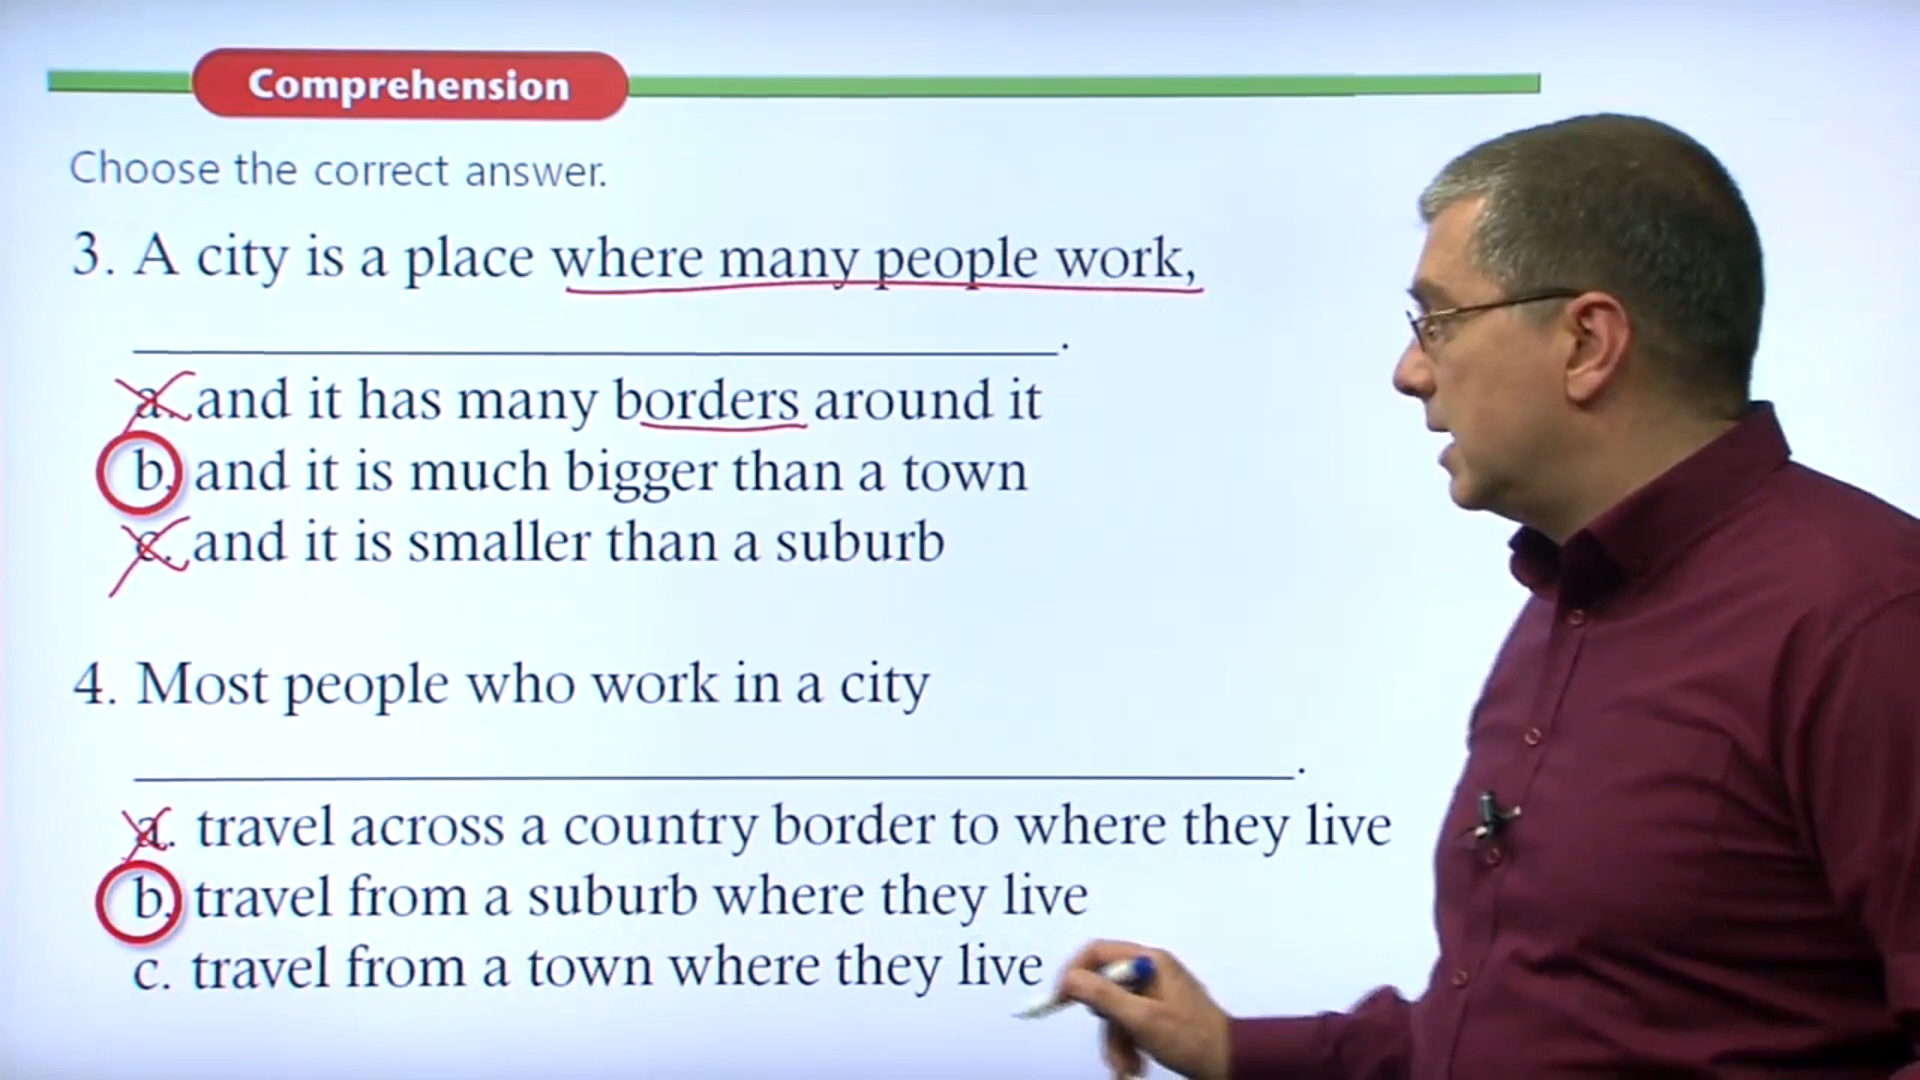 Comprehension
Choose the correct answer.
3. A city is a place where many people work,
____________________.
a. and it has many borders around it
b. and it is much bigger than a town
c. and it is smaller than a suburb
4. Most people who work in a city
____________________.
a. travel across a country border to where they live
b. travel from a suburb where they live
c. travel from a town where they live